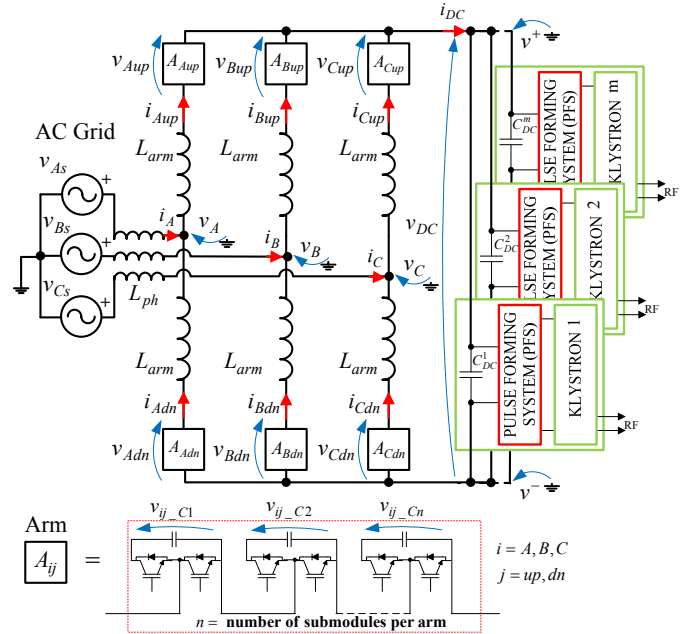 i_DC
v_Aup
A_Aup
v_Bup
A_Bup
v_Cup
A_Cup
v^+
i_Aup
i_Bup
i_Cup
AC Grid
L_arm
L_arm
L_arm
v_As
+
i_A
v_A
v_Bs
+
i_B
v_B
v_DC
v_Cs
+
L_ph
i_C
v_C
L_arm
L_arm
L_arm
i_Adn
i_Bdn
i_Cdn
v_Adn
A_Adn
v_Bdn
A_Bdn
v_Cdn
A_Cdn
v^-
C_DC^m
PULSE FORMING
SYSTEM (PFS)
KLYSTRON m
RF
C_DC^2
PULSE FORMING
SYSTEM (PFS)
KLYSTRON 2
RF
C_DC^1
PULSE FORMING
SYSTEM (PFS)
KLYSTRON 1
RF
Arm
A_ij
=
v_ij_C1
v_ij_C2
v_ij_Cn
i = A, B, C
j = up, dn
n = number of submodules per arm